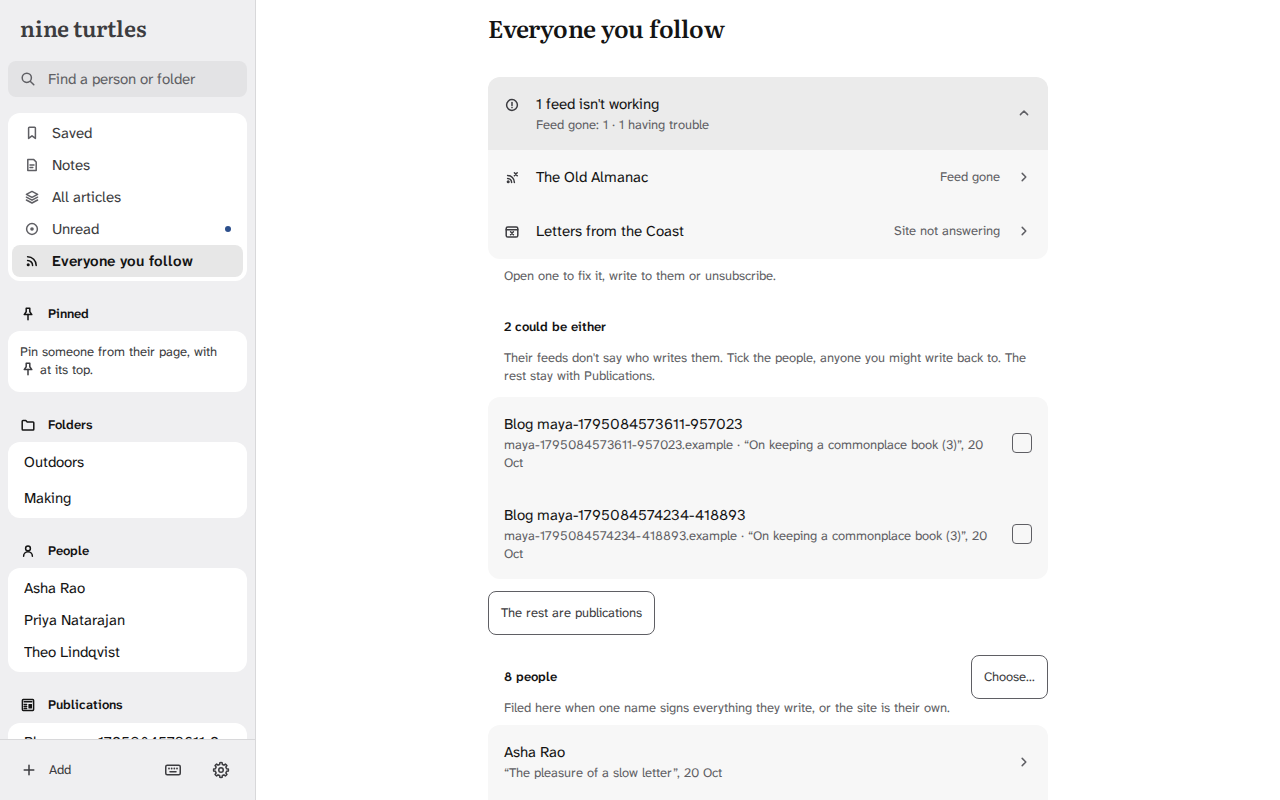 nine turtles
Find a person or folder
Saved
Notes
All articles
Unread
Everyone you follow
Pinned
Pin someone from their page, with
at its top.
Folders
Outdoors
Making
People
Asha Rao
Priya Natarajan
Theo Lindqvist
Publications
Add
Everyone you follow
1 feed isn't working
Feed gone: 1 · 1 having trouble
The Old Almanac
Feed gone
Letters from the Coast
Site not answering
Open one to fix it, write to them or unsubscribe.
2 could be either
Their feeds don't say who writes them. Tick the people, anyone you might write back to. The
rest stay with Publications.
Blog maya-1795084573611-957023
maya-1795084573611-957023.example · “On keeping a commonplace book (3)”, 20
Oct
Blog maya-1795084574234-418893
maya-1795084574234-418893.example · “On keeping a commonplace book (3)”, 20
Oct
The rest are publications
8 people
Choose…
Filed here when one name signs everything they write, or the site is their own.
Asha Rao
“The pleasure of a slow letter”, 20 Oct